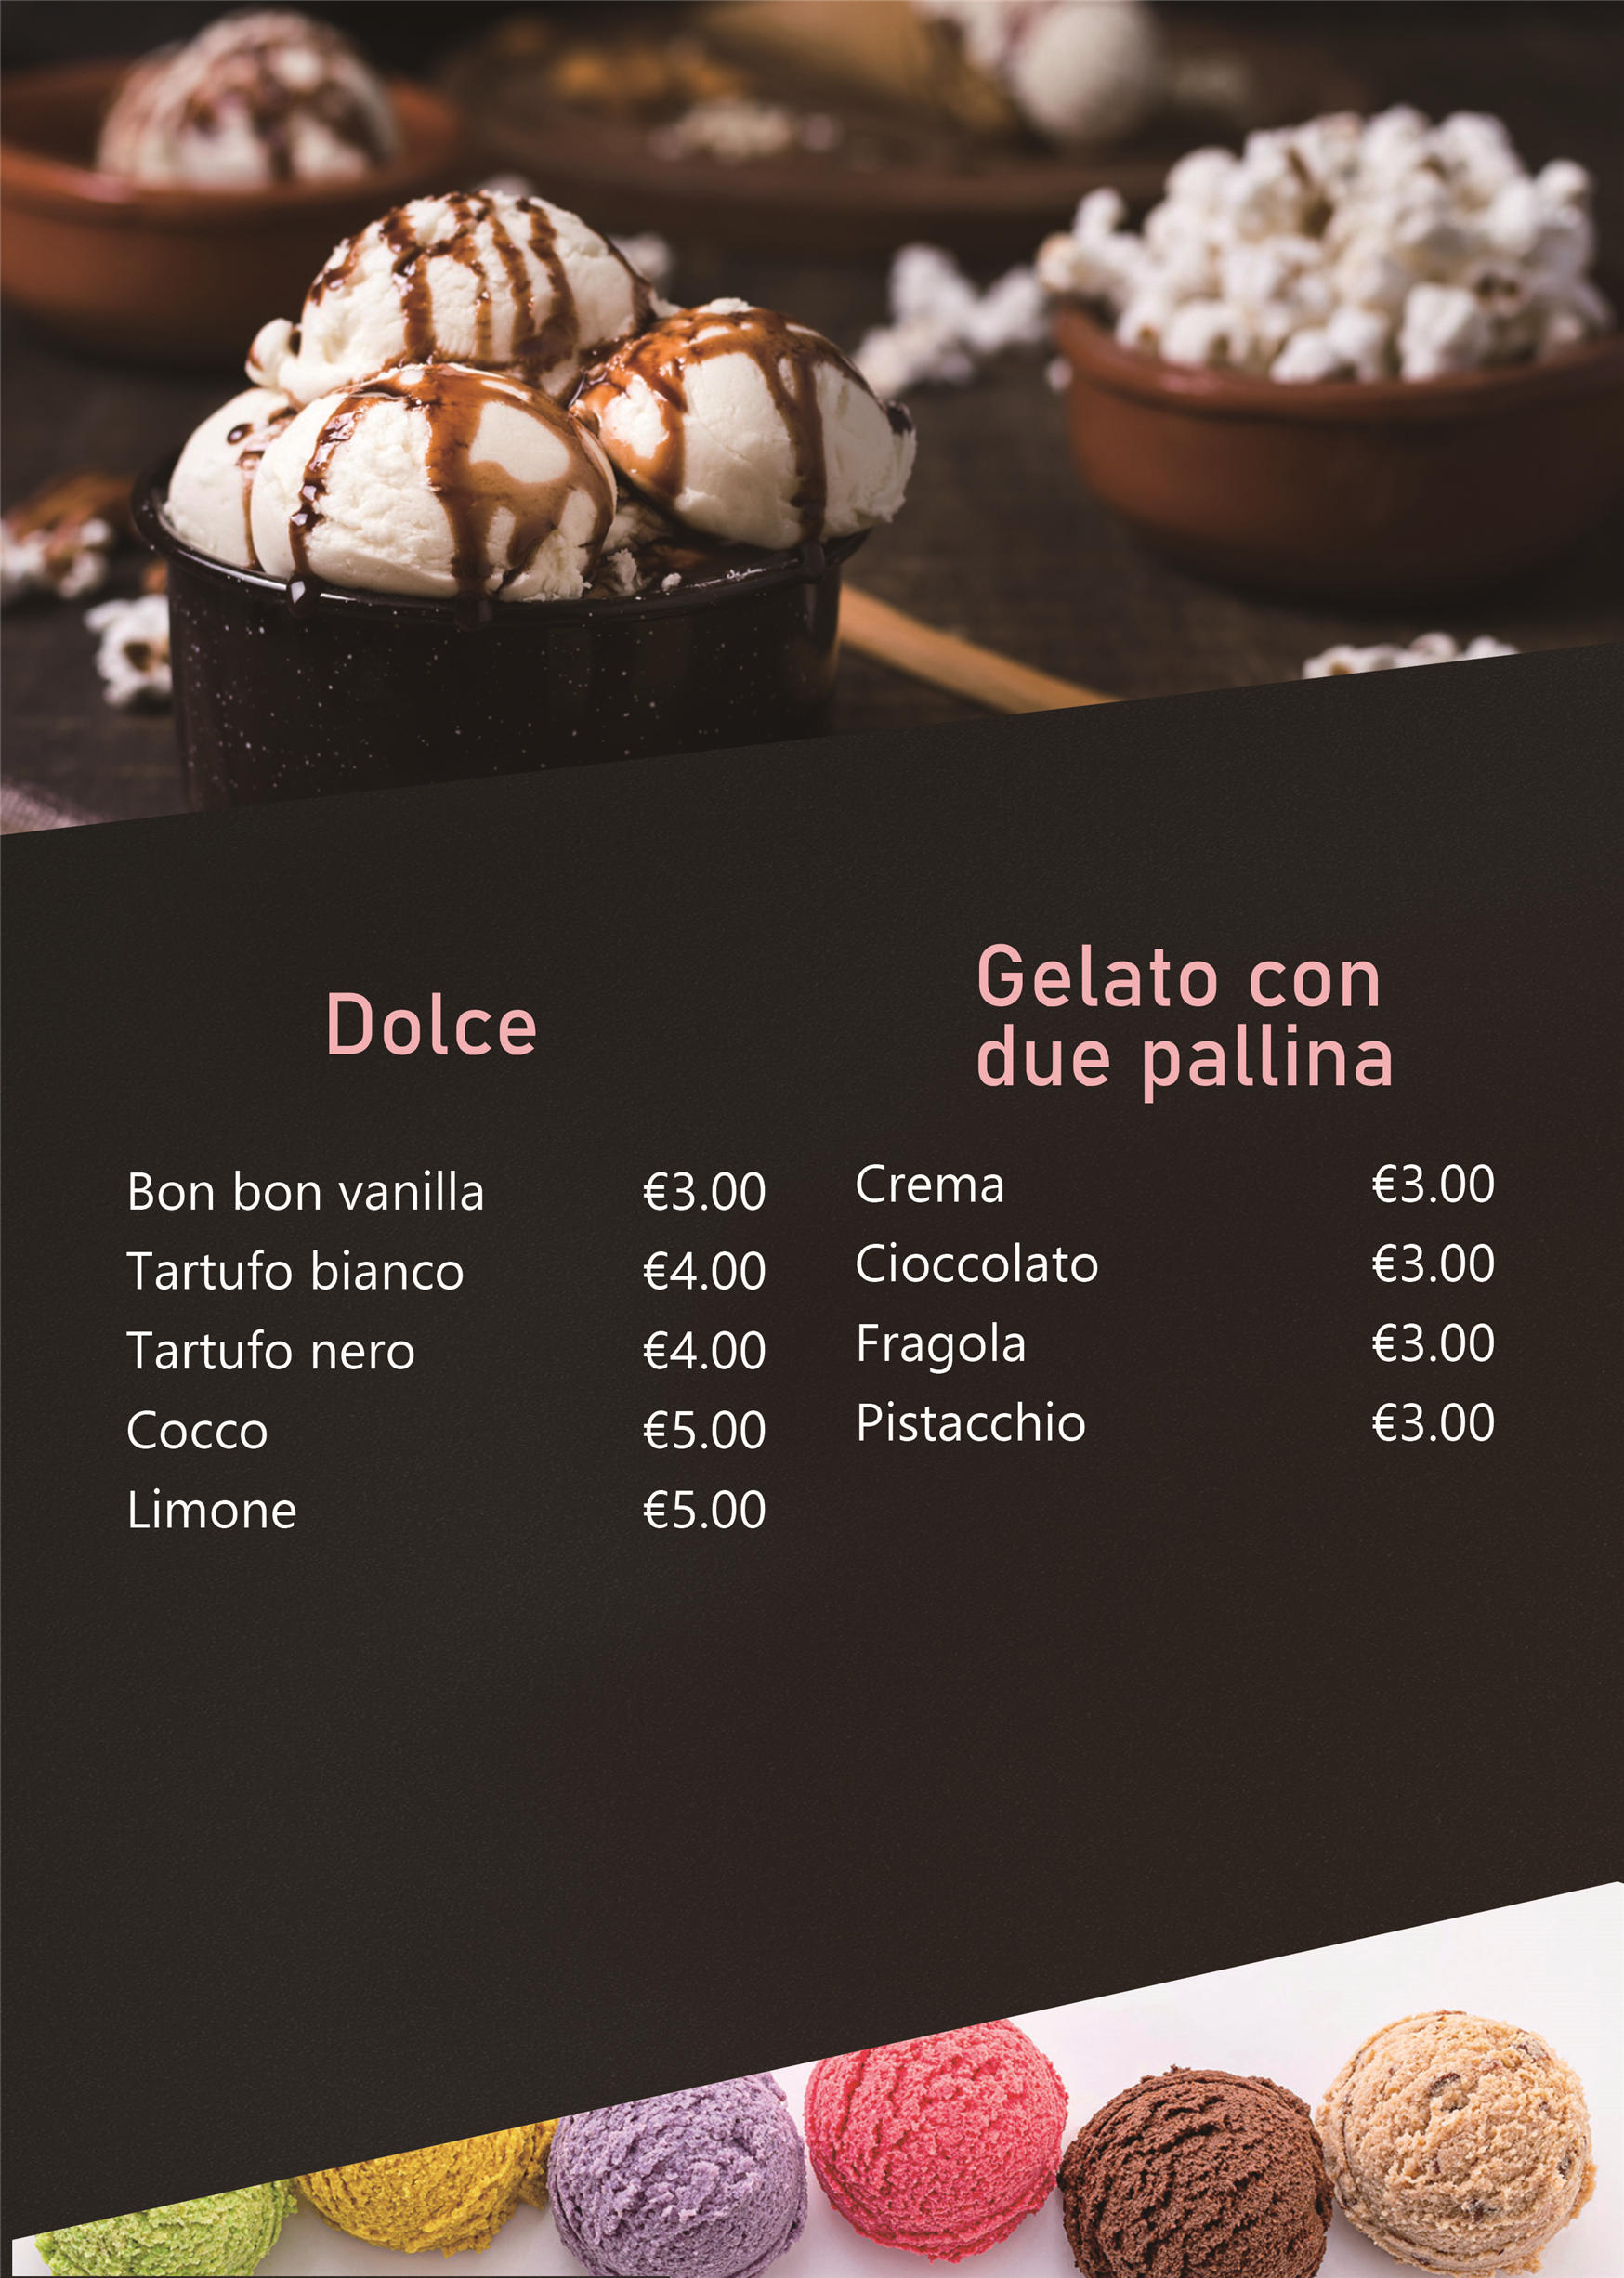 Dolce
Bon bon vanilla €3.00
Tartufo bianco €4.00
Tartufo nero €4.00
Cocco €5.00
Limone €5.00
Gelato con
due pallina
Crema €3.00
Cioccolato €3.00
Fragola €3.00
Pistacchio €3.00